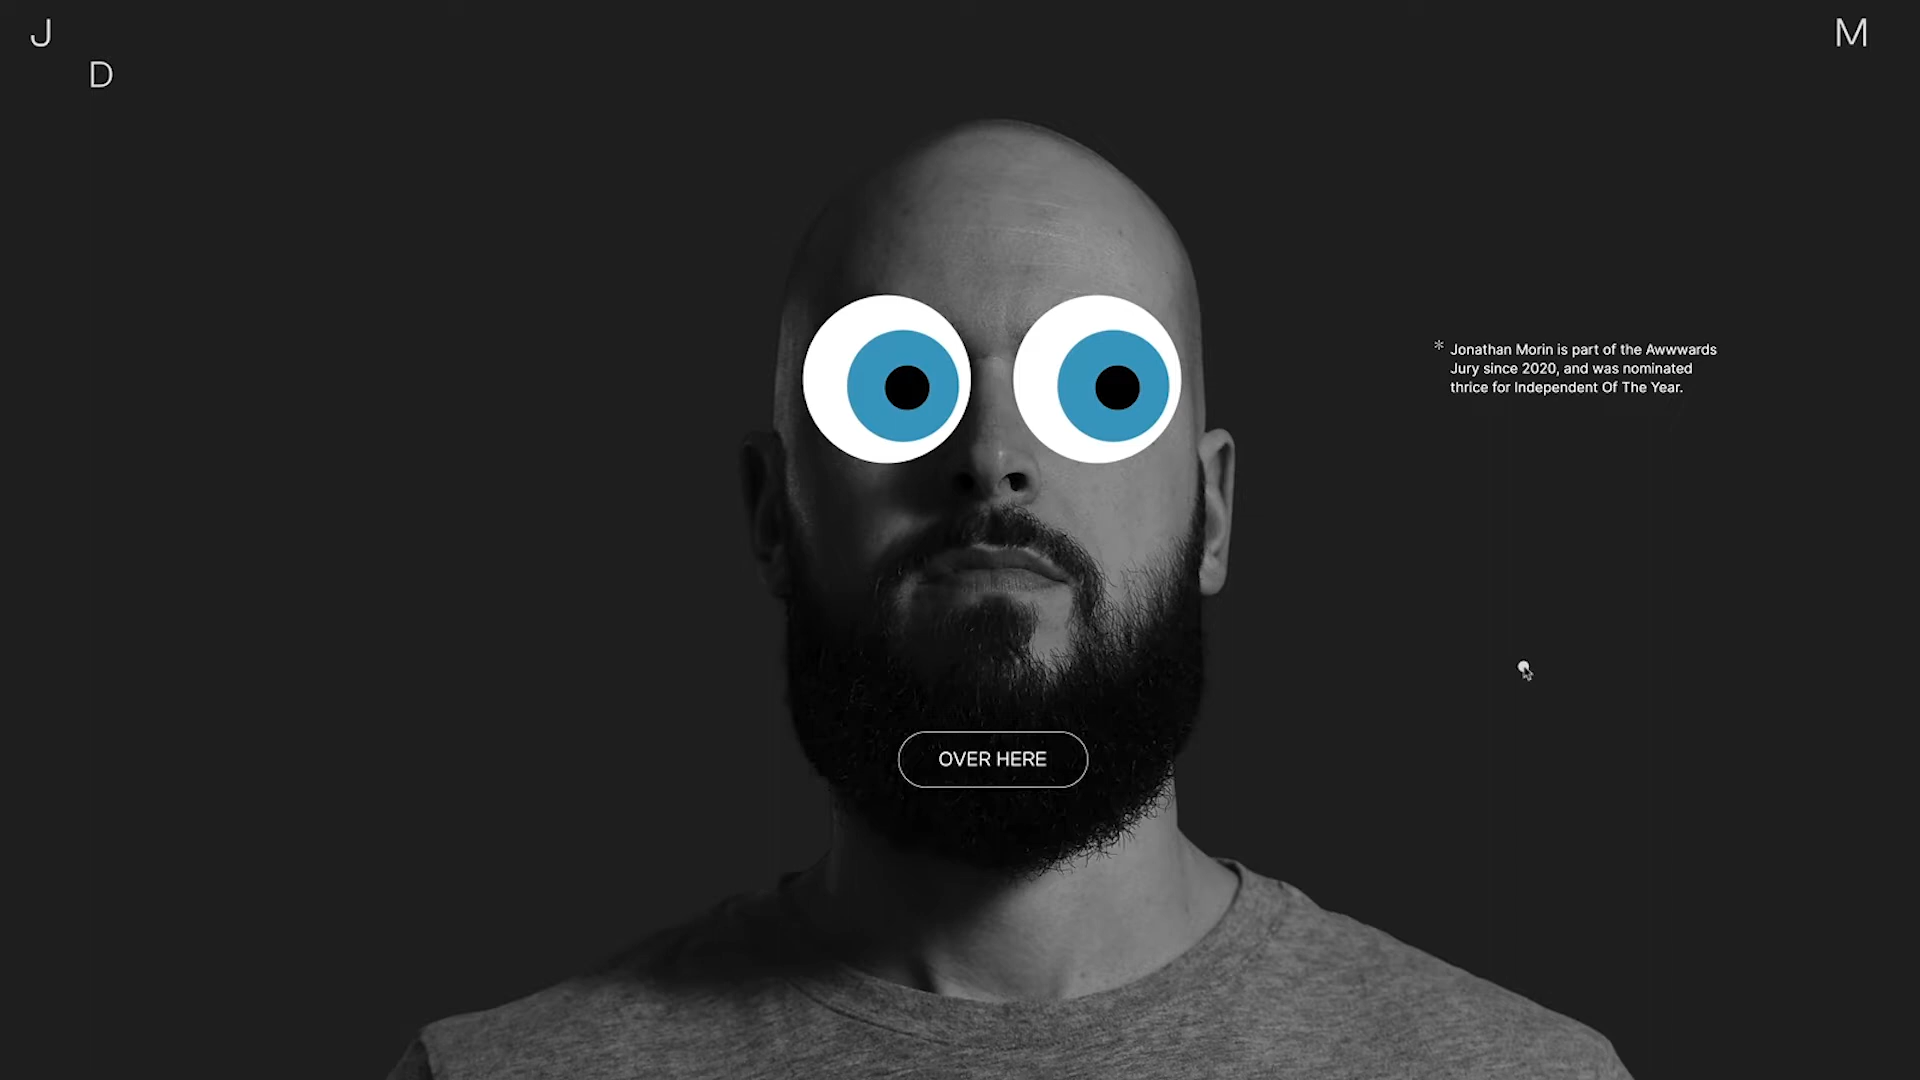 J
D
M
* Jonathan Morin is part of the Awwwards
Jury since 2020, and was nominated
thrice for Independent Of The Year.
OVER HERE